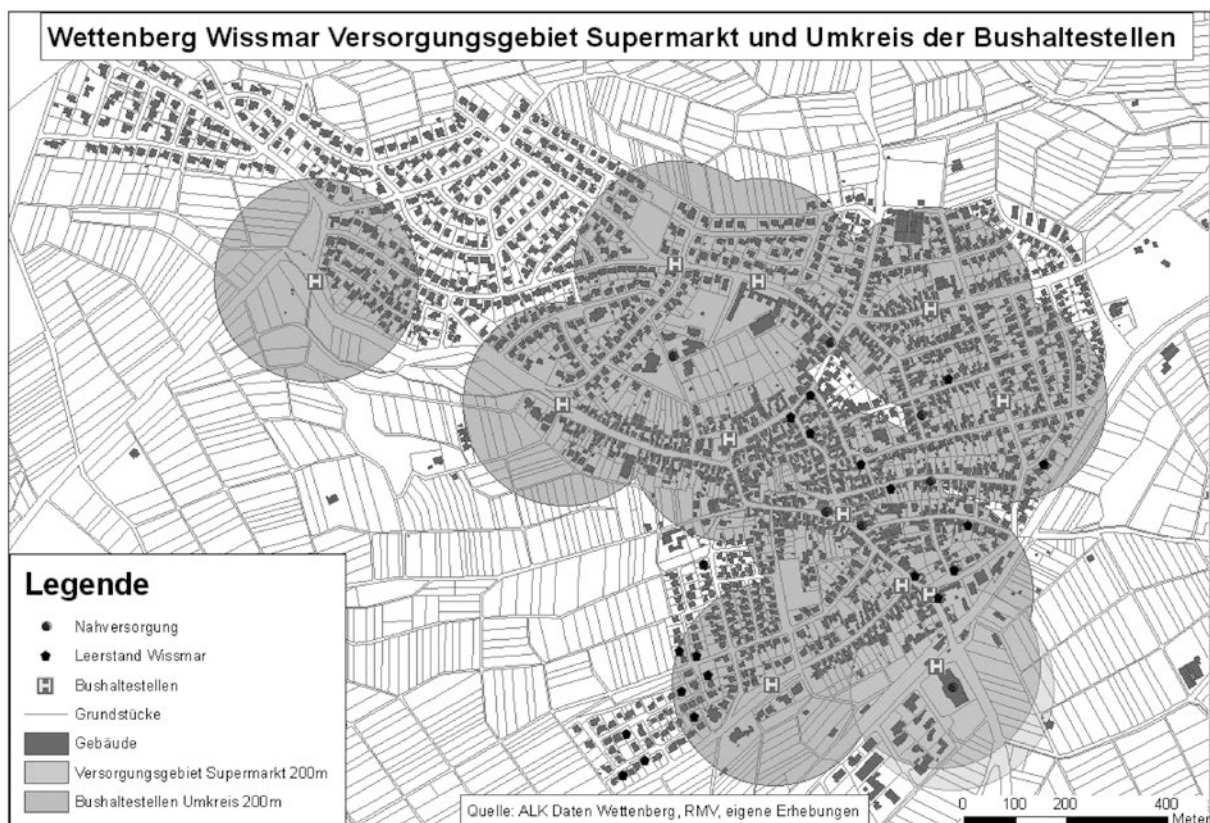 Wettenberg Wissmar Versorgungsgebiet Supermarkt und Umkreis der Bushaltestellen
H
H
H
H
H
H
H
H
H
H
H
H
Legende
Nahversorgung
Leerstand Wissmar
H Bushaltestellen
Grundstücke
Gebäude
Versorgungsgebiet Supermarkt 200m
Bushaltestellen Umkreis 200m
Quelle: ALK Daten Wettenberg, RMV, eigene Erhebungen
0 100 200 400
Meter